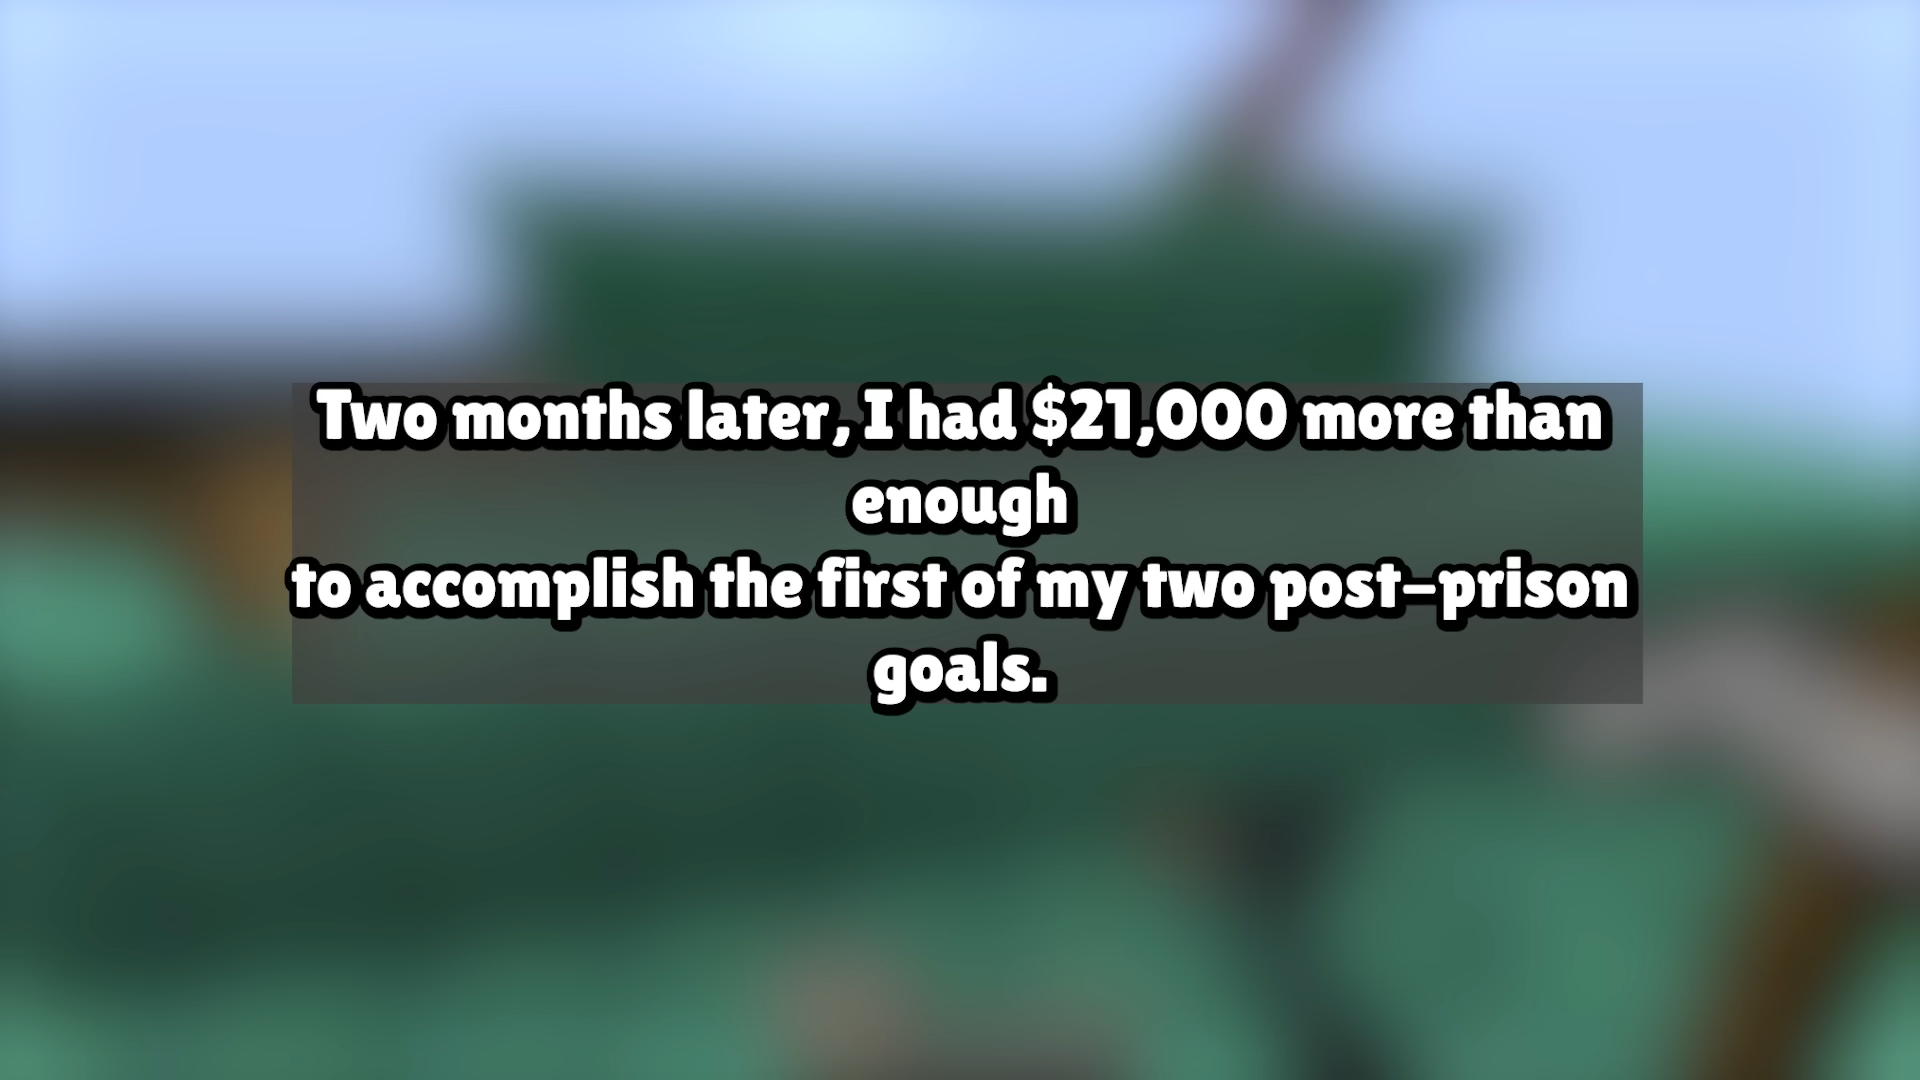 Two months later, I had $21,000 more than
enough
to accomplish the first of my two post-prison
goals.